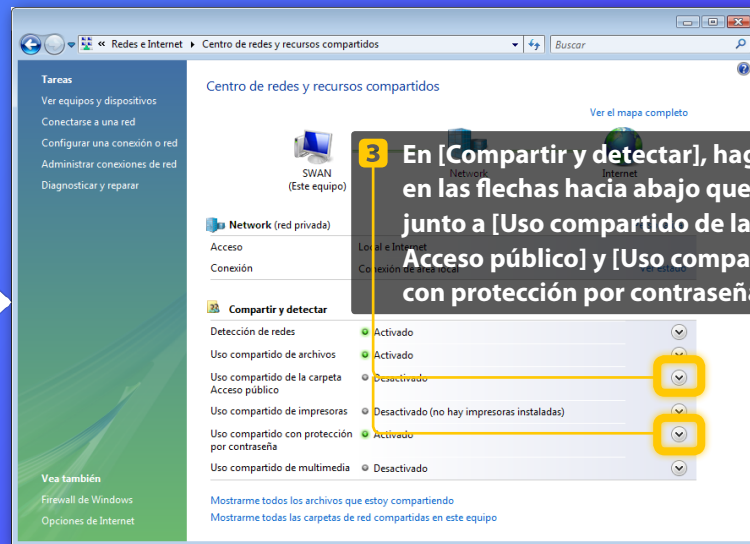 Redes e Internet Centro de redes y recursos compartidos Buscar
Tareas
Ver equipos y dispositivos
Conectarse a una red
Configurar una conexión o red
Administrar conexiones de red
Diagnosticar y reparar
Vea también
Firewall de Windows
Opciones de Internet
Centro de redes y recursos compartidos
Ver el mapa completo
SWAN
(Este equipo)
Network
Internet
3 En [Compartir y detectar], hag
en las flechas hacia abajo que
junto a [Uso compartido de la
Acceso público] y [Uso compa
con protección por contraseña
Network (red privada)
Acceso Local e Internet
Conexión Conexión de área local Ver estado
Compartir y detectar
Detección de redes Activado
Uso compartido de archivos Activado
Uso compartido de la carpeta Desactivado
Acceso público
Uso compartido de impresoras Desactivado (no hay impresoras instaladas)
Uso compartido con protección Activado
por contraseña
Uso compartido de multimedia Desactivado
Mostrarme todos los archivos que estoy compartiendo
Mostrarme todas las carpetas de red compartidas en este equipo